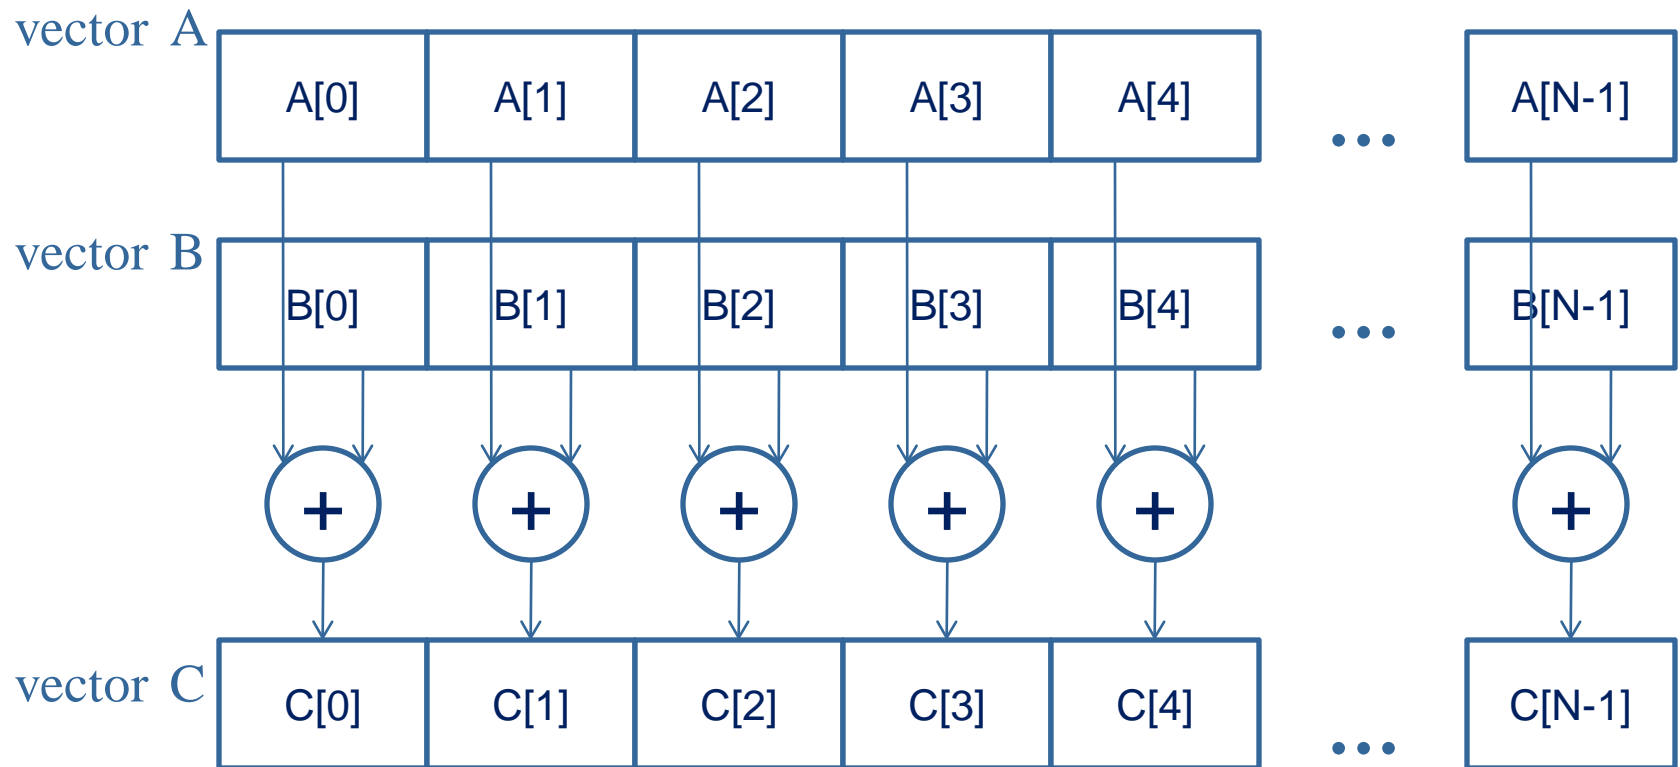 vector A
A[0] A[1] A[2] A[3] A[4] ... A[N-1]
vector B
B[0] B[1] B[2] B[3] B[4] ... B[N-1]
+ + + + + +
vector C
C[0] C[1] C[2] C[3] C[4] ... C[N-1]